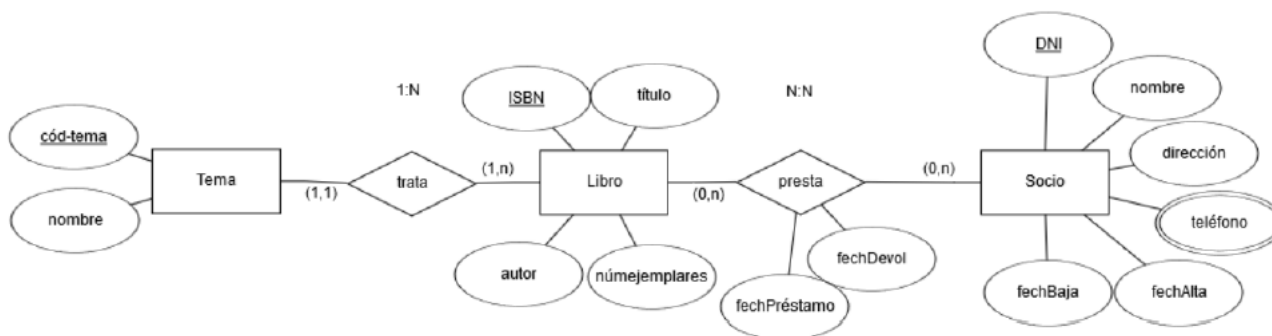 DNI
1:N
N:N
ISBN
título
nombre
cód-tema
dirección
Tema
(1,1)
trata
(1,n)
Libro
(0,n)
presta
(0,n)
Socio
nombre
teléfono
autor
númejemplares
fechDevol
fechPréstamo
fechBaja
fechAlta